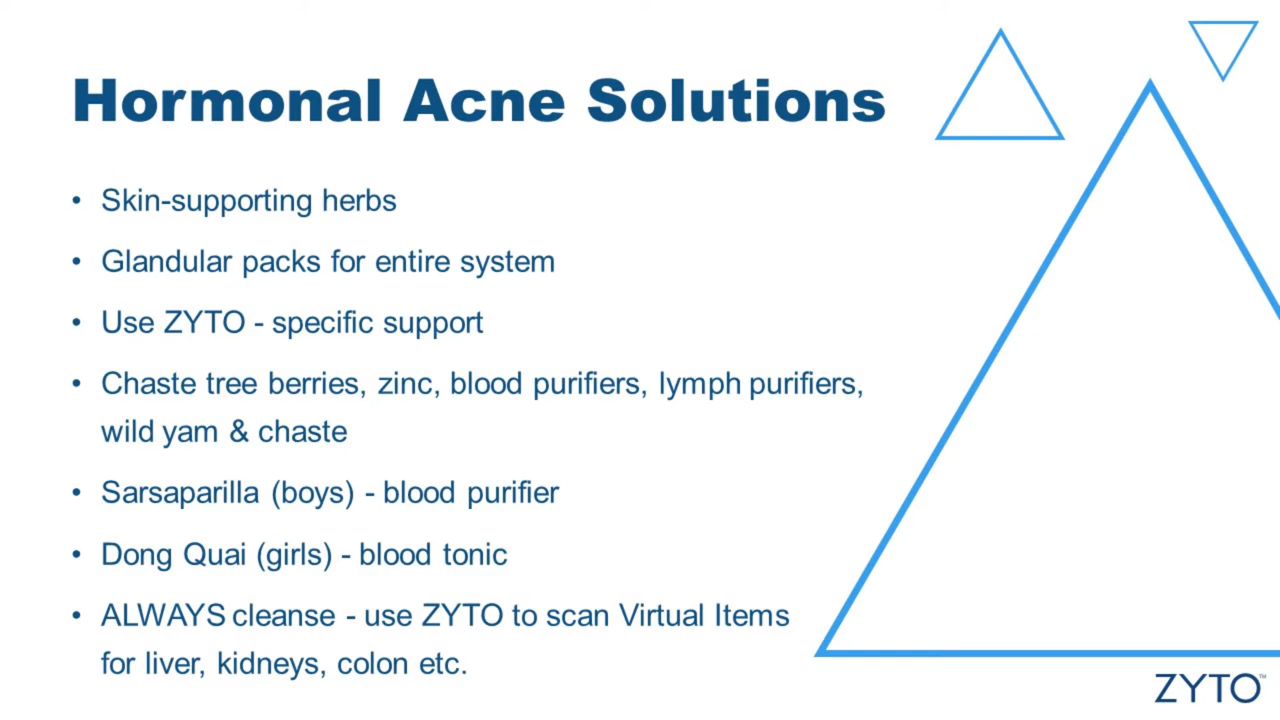 Hormonal Acne Solutions
• Skin-supporting herbs
• Glandular packs for entire system
• Use ZYTO - specific support
• Chaste tree berries, zinc, blood purifiers, lymph purifiers,
wild yam & chaste
• Sarsaparilla (boys) - blood purifier
• Dong Quai (girls) - blood tonic
• ALWAYS cleanse - use ZYTO to scan Virtual Items
for liver, kidneys, colon etc.
ZYTO™